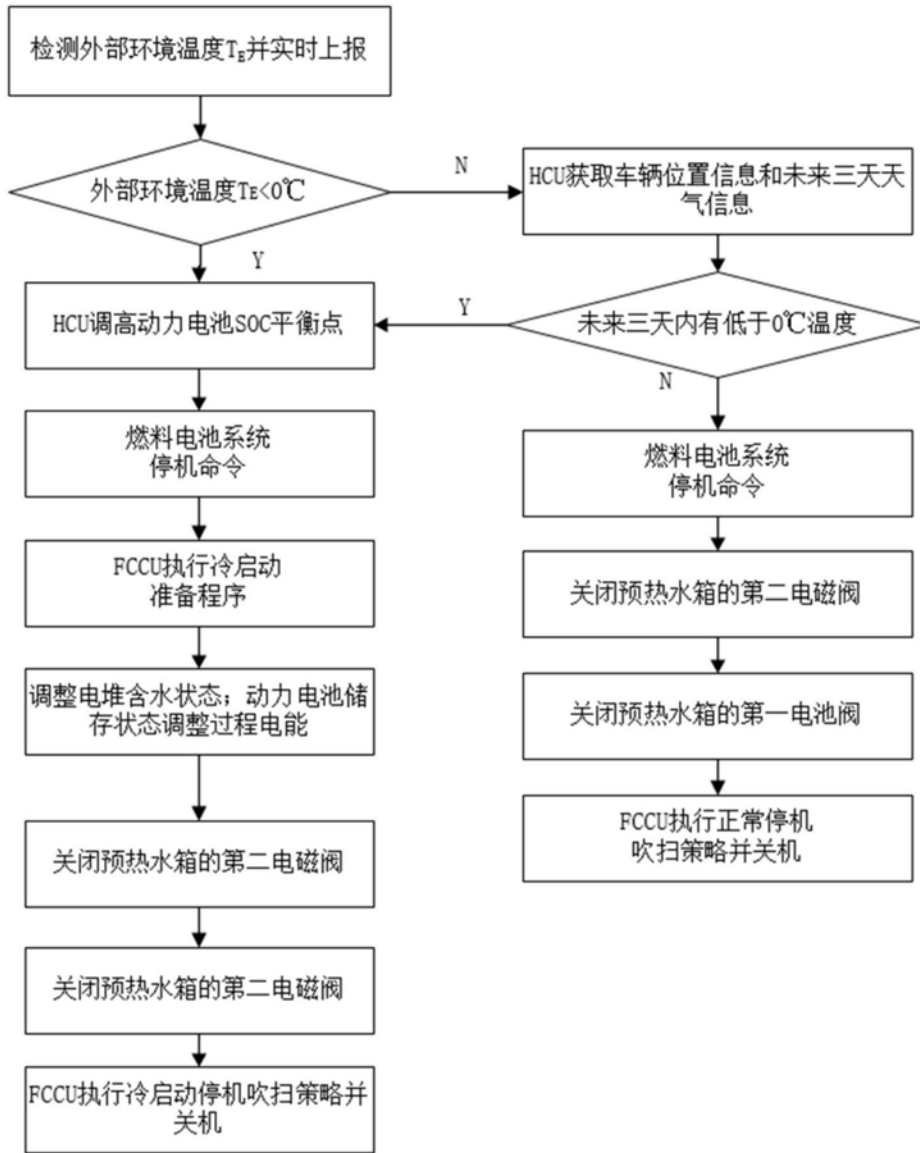 检测外部环境温度TE并实时上报
外部环境温度TE<0℃
N
HCU获取车辆位置信息和未来三天天
气信息
Y
HCU调高动力电池SOC平衡点
Y
未来三天内有低于0℃温度
N
燃料电池系统
停机命令
燃料电池系统
停机命令
FCCU执行冷启动
准备程序
关闭预热水箱的第二电磁阀
调整电堆含水状态；动力电池储
存状态调整过程电能
关闭预热水箱的第一电池阀
FCCU执行正常停机
吹扫策略并关机
关闭预热水箱的第二电磁阀
关闭预热水箱的第二电磁阀
FCCU执行冷启动停机吹扫策略并
关机